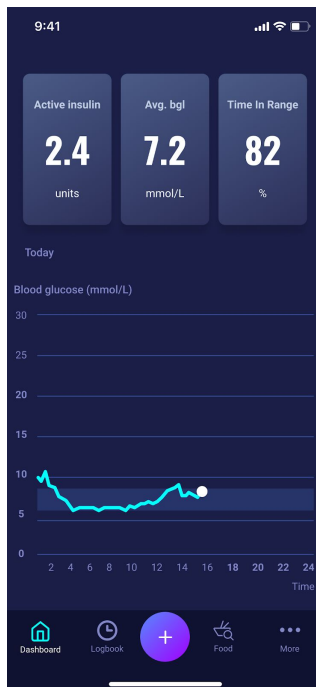 9:41
Active insulin
2.4
units
Avg. bgl
7.2
mmol/L
Time In Range
82
%
Today
Blood glucose (mmol/L)
30
25
20
15
10
5
0
2 4 6 8 10 12 14 16 18 20 22 24
Time
Dashboard Logbook + Food More